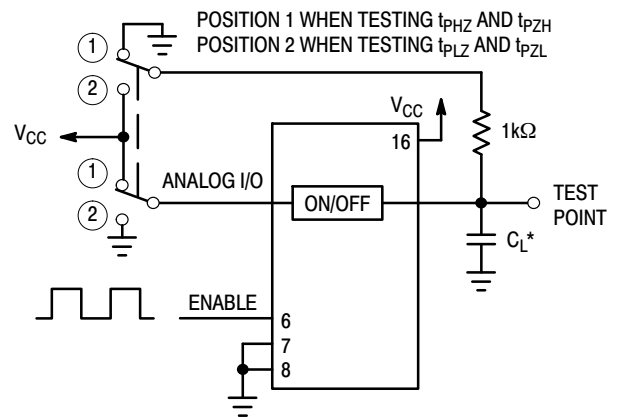 POSITION 1 WHEN TESTING tPHZ AND tPZH
POSITION 2 WHEN TESTING tPLZ AND tPZL
1
2
VCC
VCC
16
1kΩ
1
ANALOG I/O
ON/OFF
TEST
POINT
2
CL*
ENABLE
6
7
8